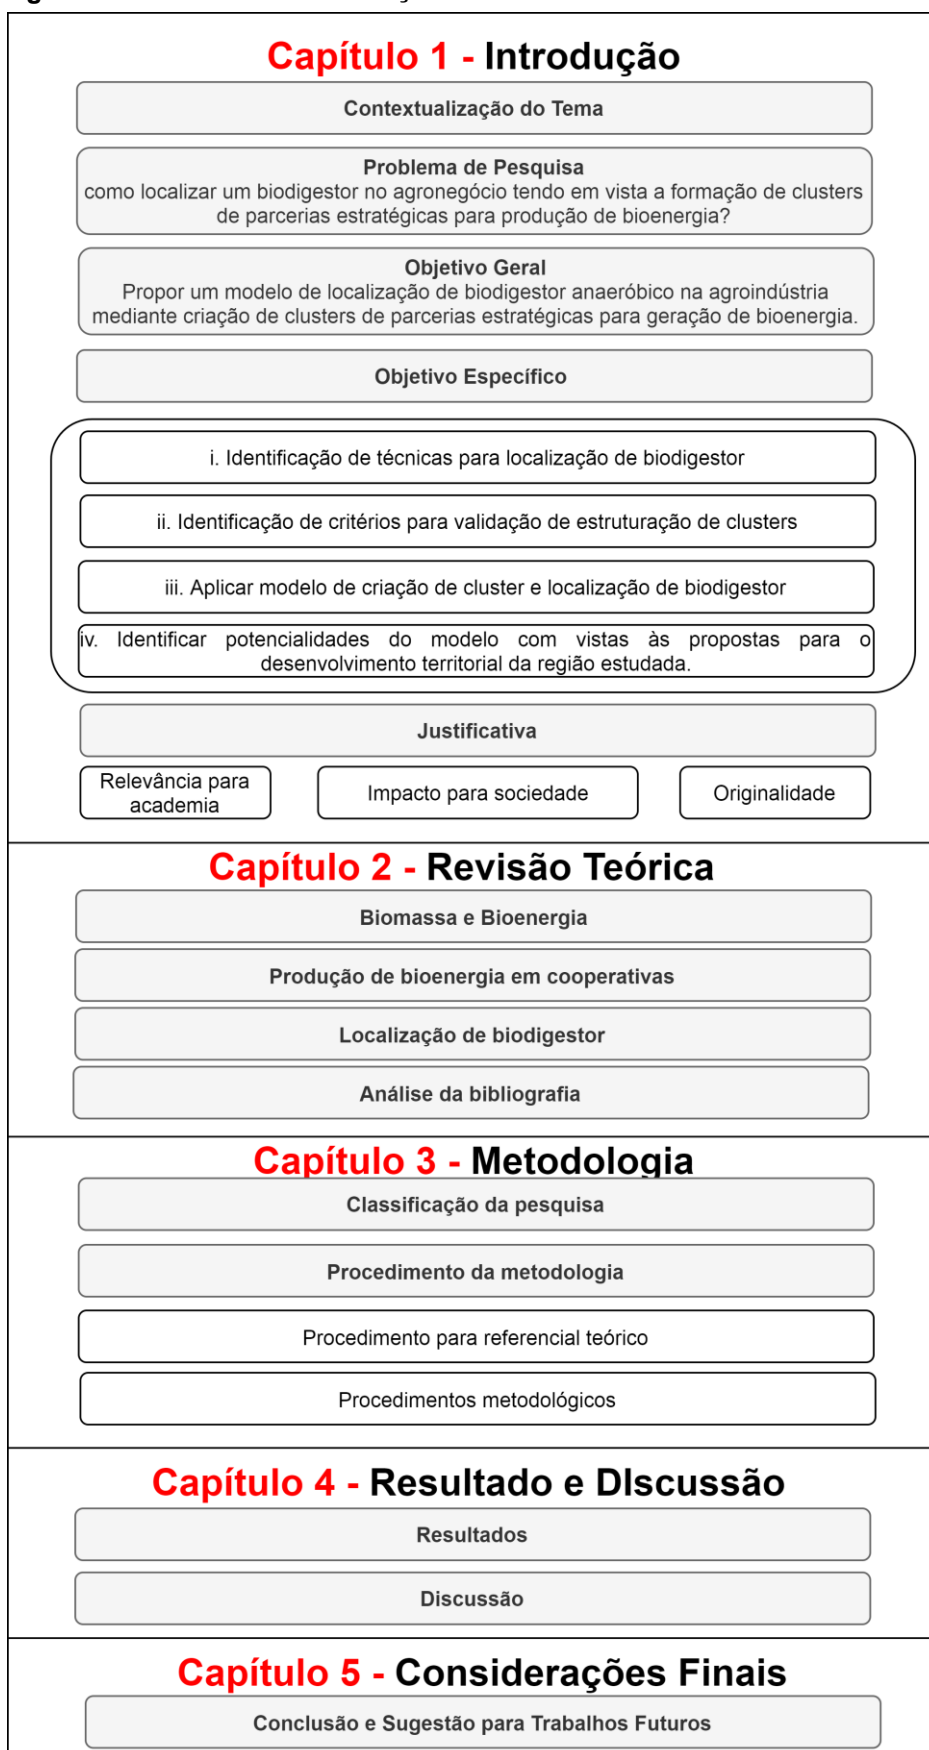 Capítulo 1 - Introdução
Contextualização do Tema
Problema de Pesquisa
como localizar um biodigestor no agronegócio tendo em vista a formação de clusters
de parcerias estratégicas para produção de bioenergia?
Objetivo Geral
Propor um modelo de localização de biodigestor anaeróbico na agroindústria
mediante criação de clusters de parcerias estratégicas para geração de bioenergia.
Objetivo Específico
i. Identificação de técnicas para localização de biodigestor
ii. Identificação de critérios para validação de estruturação de clusters
iii. Aplicar modelo de criação de cluster e localização de biodigestor
iv. Identificar potencialidades do modelo com vistas às propostas para o
desenvolvimento territorial da região estudada.
Justificativa
Relevância para
academia
Impacto para sociedade
Originalidade
Capítulo 2 - Revisão Teórica
Biomassa e Bioenergia
Produção de bioenergia em cooperativas
Localização de biodigestor
Análise da bibliografia
Capítulo 3 - Metodologia
Classificação da pesquisa
Procedimento da metodologia
Procedimento para referencial teórico
Procedimentos metodológicos
Capítulo 4 - Resultado e DIscussão
Resultados
Discussão
Capítulo 5 - Considerações Finais
Conclusão e Sugestão para Trabalhos Futuros